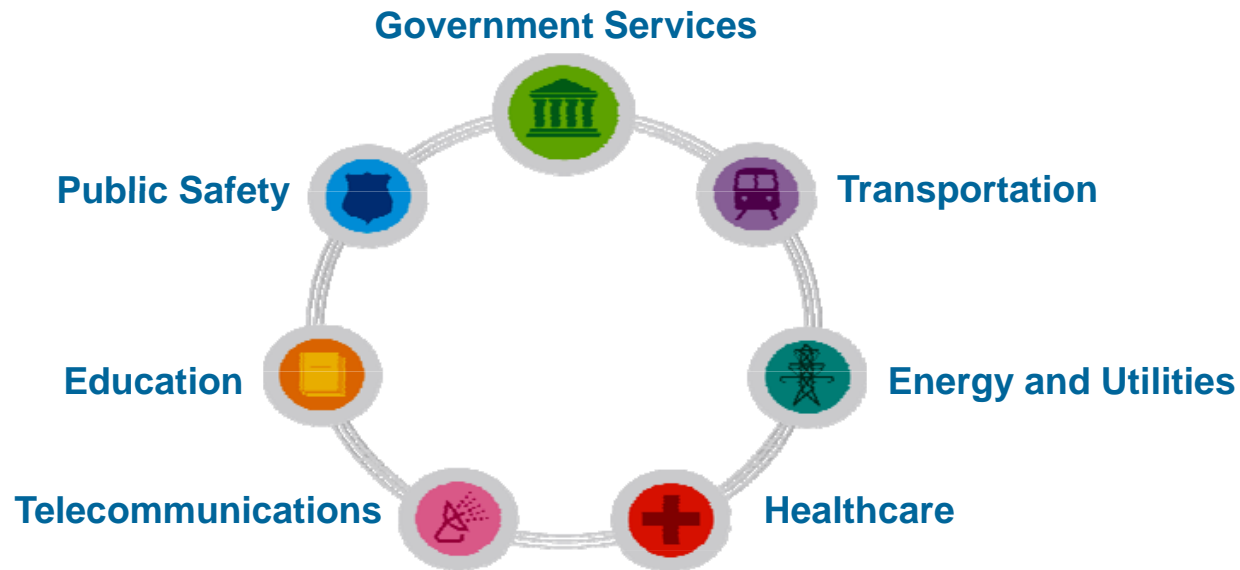 Government Services
Public Safety
Transportation
Education
Energy and Utilities
Telecommunications
Healthcare